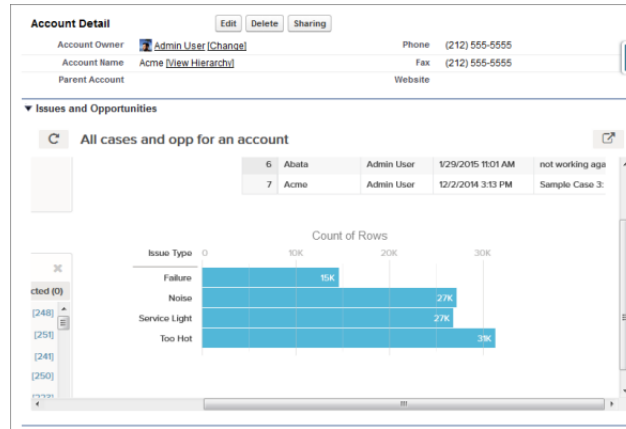 Account Detail Edit Delete Sharing
Account Owner Admin User [Change] Phone (212) 555-5555
Account Name Acme [View Hierarchy] Fax (212) 555-5555
Parent Account Website
Issues and Opportunities
All cases and opp for an account
6 Abata Admin User 1/29/2015 11:01 AM not working aga
7 Acme Admin User 12/2/2014 3:13 PM Sample Case 3:
Count of Rows
Issue Type 0 10K 20K 30K
Failure 15K
cted (0) Noise 27K
[248] Service Light 27K
[251] Too Hot 31K
[241]
[250]